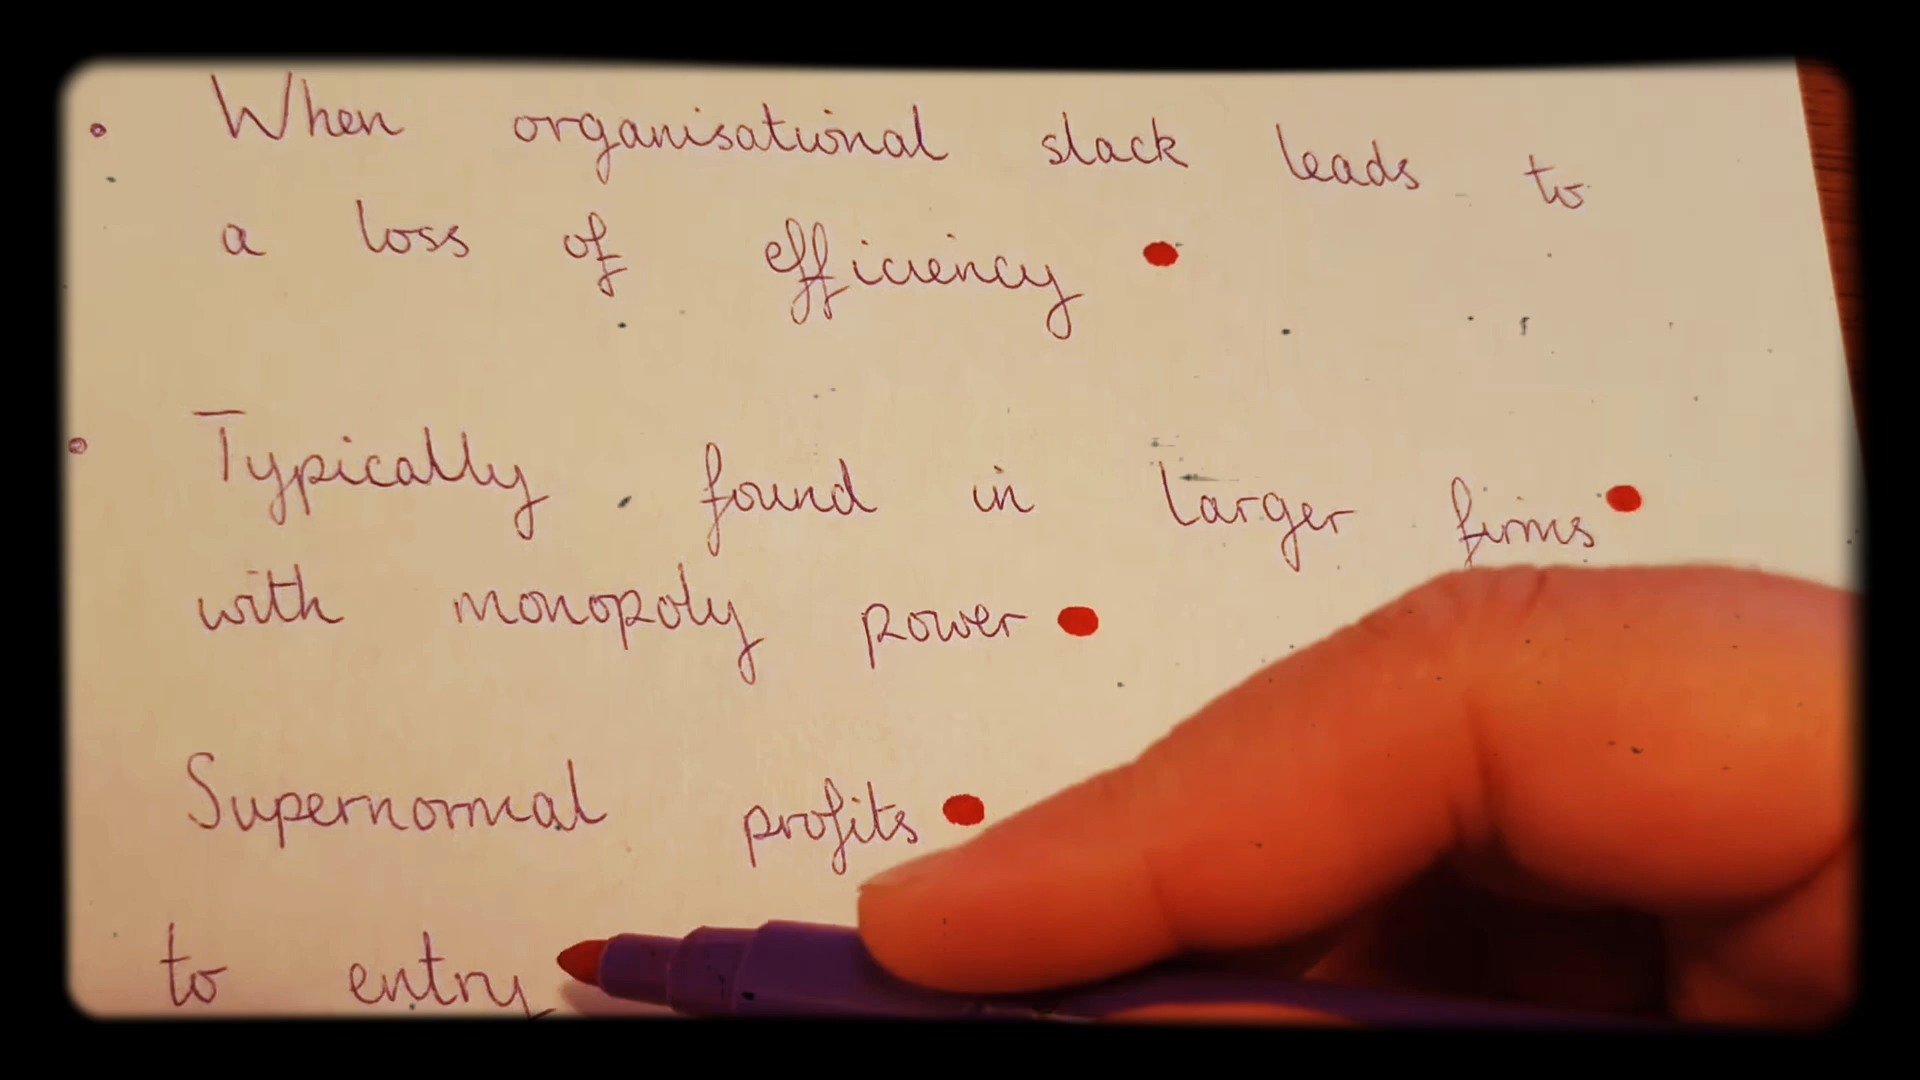 When organisational slack leads to
a loss of efficiency
Typically found in larger firms
with monopoly power
Supernormal profits
to entry